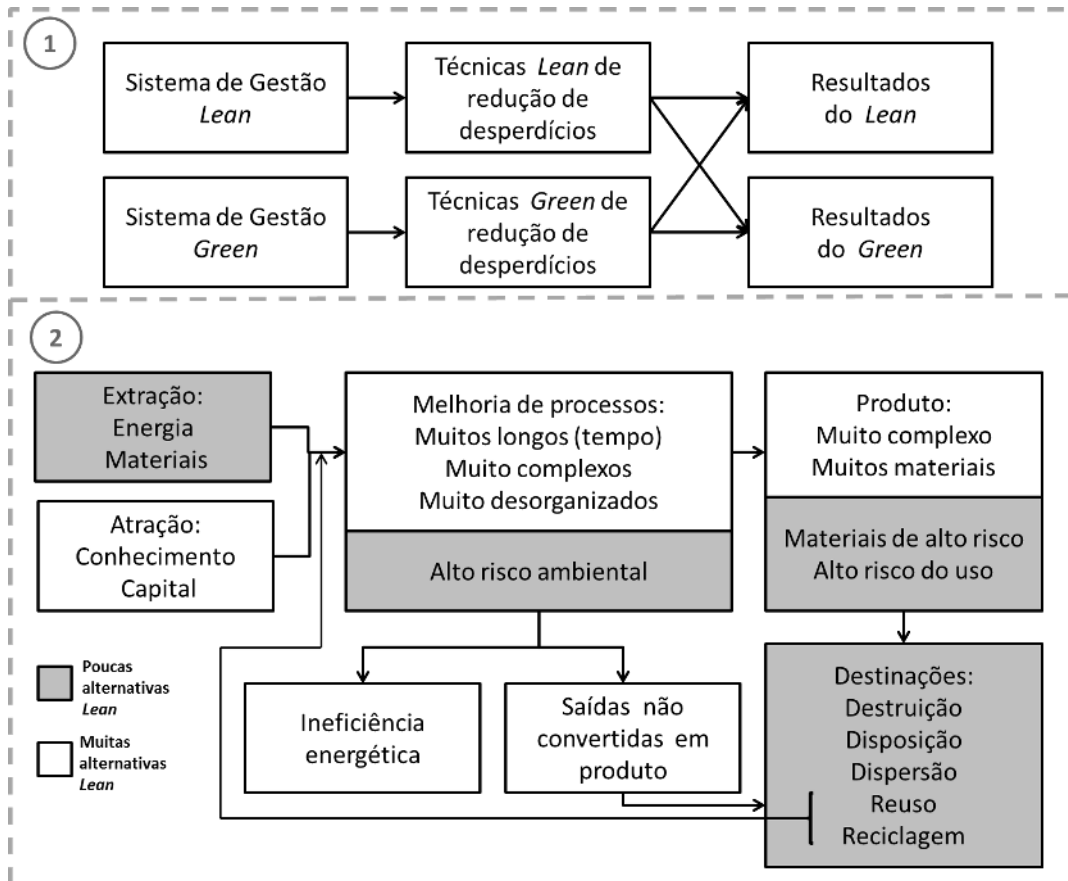 1
Sistema de Gestão
Lean
Técnicas Lean de
redução de
desperdícios
Resultados
do Lean
Sistema de Gestão
Green
Técnicas Green de
redução de
desperdícios
Resultados
do Green
2
Extração:
Energia
Materiais
Atração:
Conhecimento
Capital
Melhoria de processos:
Muitos longos (tempo)
Muito complexos
Muito desorganizados
Alto risco ambiental
Produto:
Muito complexo
Muitos materiais
Materiais de alto risco
Alto risco do uso
Poucas
alternativas
Lean
Muitas
alternativas
Lean
Ineficiência
energética
Saídas não
convertidas em
produto
Destinações:
Destruição
Disposição
Dispersão
Reuso
Reciclagem